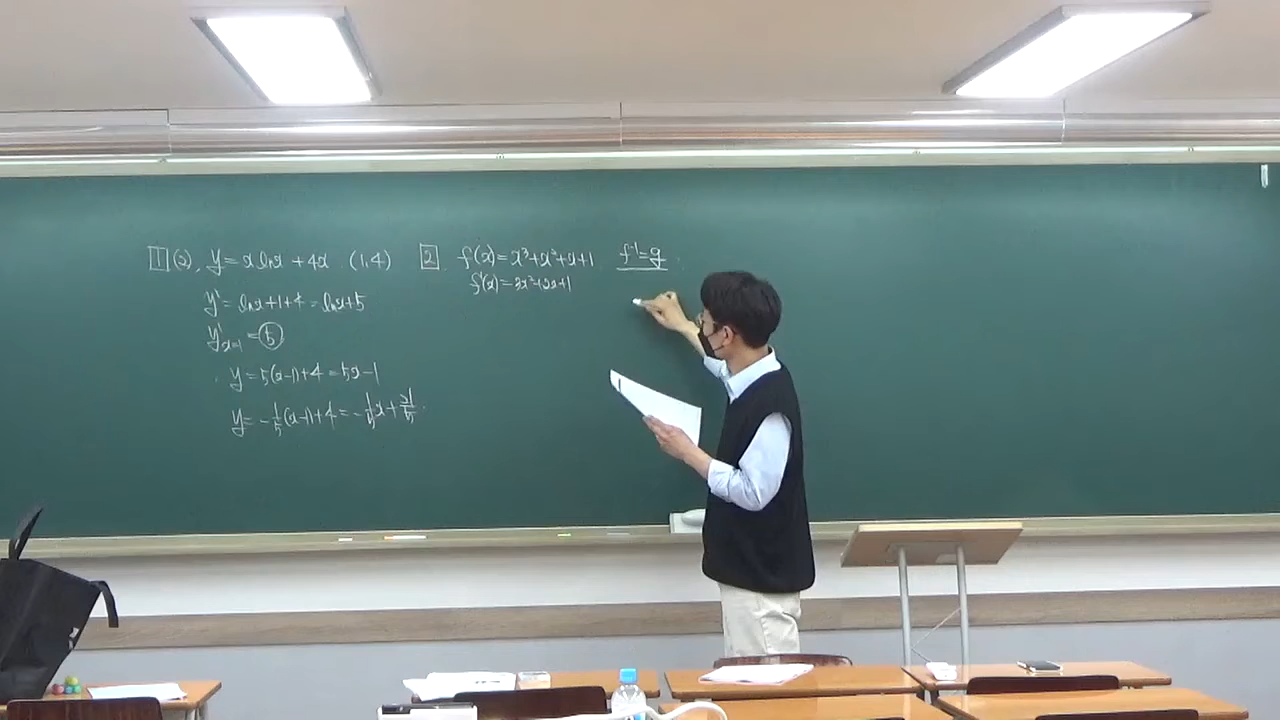 1 (2). y = x ln x + 4x (1, 4)
y' = ln x + 1 + 4 = ln x + 5
y'x=1 = 5
y = 5(x-1) + 4 = 5x - 1
y = -1/5(x-1) + 4 = -1/5x + 21/5
2 f(x) = x³ + x² + x + 1 f⁻¹ = g
f'(x) = 3x² + 2x + 1